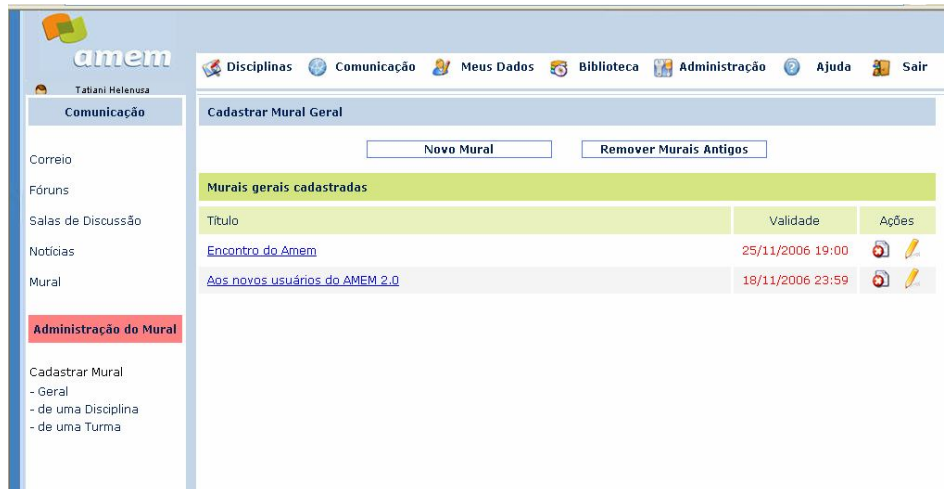 amem
Tatiani Helenusa
Disciplinas Comunicação Meus Dados Biblioteca Administração Ajuda Sair
Comunicação
Correio
Fóruns
Salas de Discussão
Notícias
Mural
Administração do Mural
Cadastrar Mural
- Geral
- de uma Disciplina
- de uma Turma
Cadastrar Mural Geral
Novo Mural Remover Murais Antigos
Murais gerais cadastradas
Título Validade Ações
Encontro do Amem 25/11/2006 19:00
Aos novos usuários do AMEM 2.0 18/11/2006 23:59